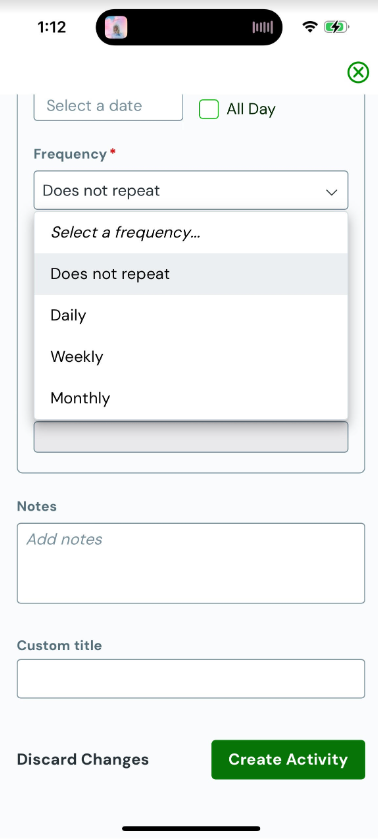 1:12
Select a date
All Day
Frequency *
Does not repeat
Select a frequency...
Does not repeat
Daily
Weekly
Monthly
Notes
Add notes
Custom title
Discard Changes
Create Activity